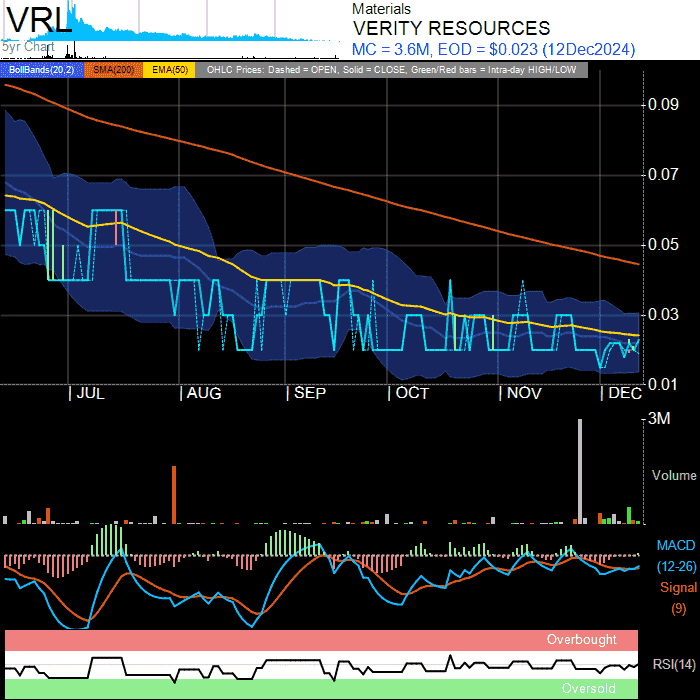 VRL
5yr Chart
Materials
VERITY RESOURCES
MC = 3.6M, EOD = $0.023 (12Dec2024)
BollBands(20,2) SMA(200) EMA(50) OHLC Prices: Dashed = OPEN, Solid = CLOSE, Green/Red bars = Intra-day HIGH/LOW
0.09
0.07
0.05
0.03
0.01
JUL AUG SEP OCT NOV DEC
3M
Volume
MACD
(12-26)
Signal
(9)
Overbought
RSI(14)
Oversold